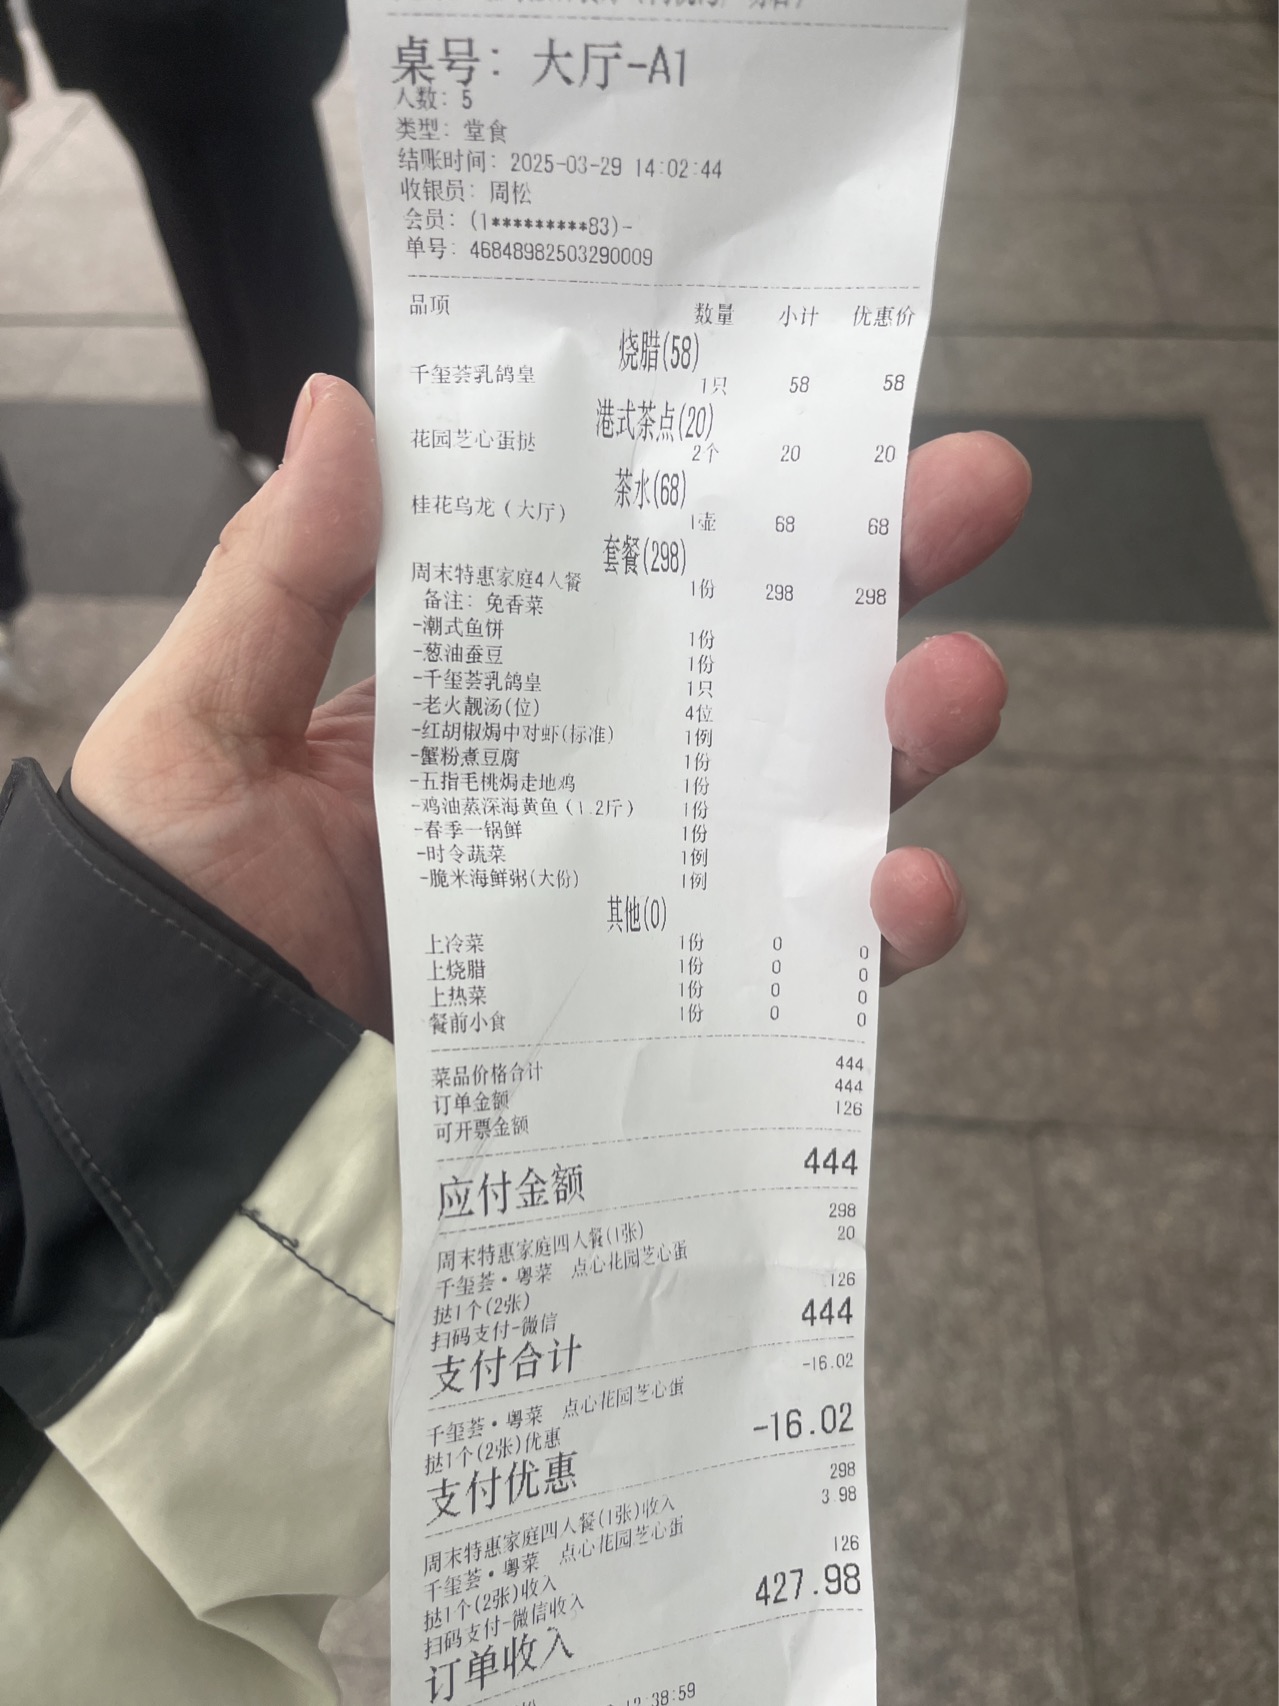 桌号: 大厅-A1
人数: 5
类型: 堂食
结账时间: 2025-03-29 14:02:44
收银员: 周松
会员: (1*********83)-
单号: 46848982503290009
品项 数量 小计 优惠价
烧腊(58)
千玺荟乳鸽皇 1只 58 58
港式茶点(20)
花园芝心蛋挞 2个 20 20
茶水(68)
桂花乌龙(大厅) 1壶 68 68
套餐(298)
周末特惠家庭4人餐 1份 298 298
备注: 免香菜
-潮式鱼饼 1份
-葱油蚕豆 1份
-千玺荟乳鸽皇 1只
-老火靓汤(位) 4位
-红胡椒焗中对虾(标准) 1例
-蟹粉煮豆腐 1份
-五指毛桃焗走地鸡 1份
-鸡油蒸深海黄鱼(1.2斤) 1份
-春季一锅鲜 1份
-时令蔬菜 1例
-脆米海鲜粥(大份) 1例
其他(0)
上冷菜 1份 0 0
上烧腊 1份 0 0
上热菜 1份 0 0
餐前小食 1份 0 0
菜品价格合计 444
订单金额 444
可开票金额 126
应付金额 444
周末特惠家庭四人餐(1张) 298
千玺荟·粤菜 点心花园芝心蛋 20
挞1个(2张)
扫码支付-微信 126
支付合计 444
千玺荟·粤菜 点心花园芝心蛋 -16.02
挞1个(2张)优惠
支付优惠 -16.02
周末特惠家庭四人餐(1张)收入 298
千玺荟·粤菜 点心花园芝心蛋 3.98
挞1个(2张)收入
扫码支付-微信收入 126
订单收入 427.98
12:38:59